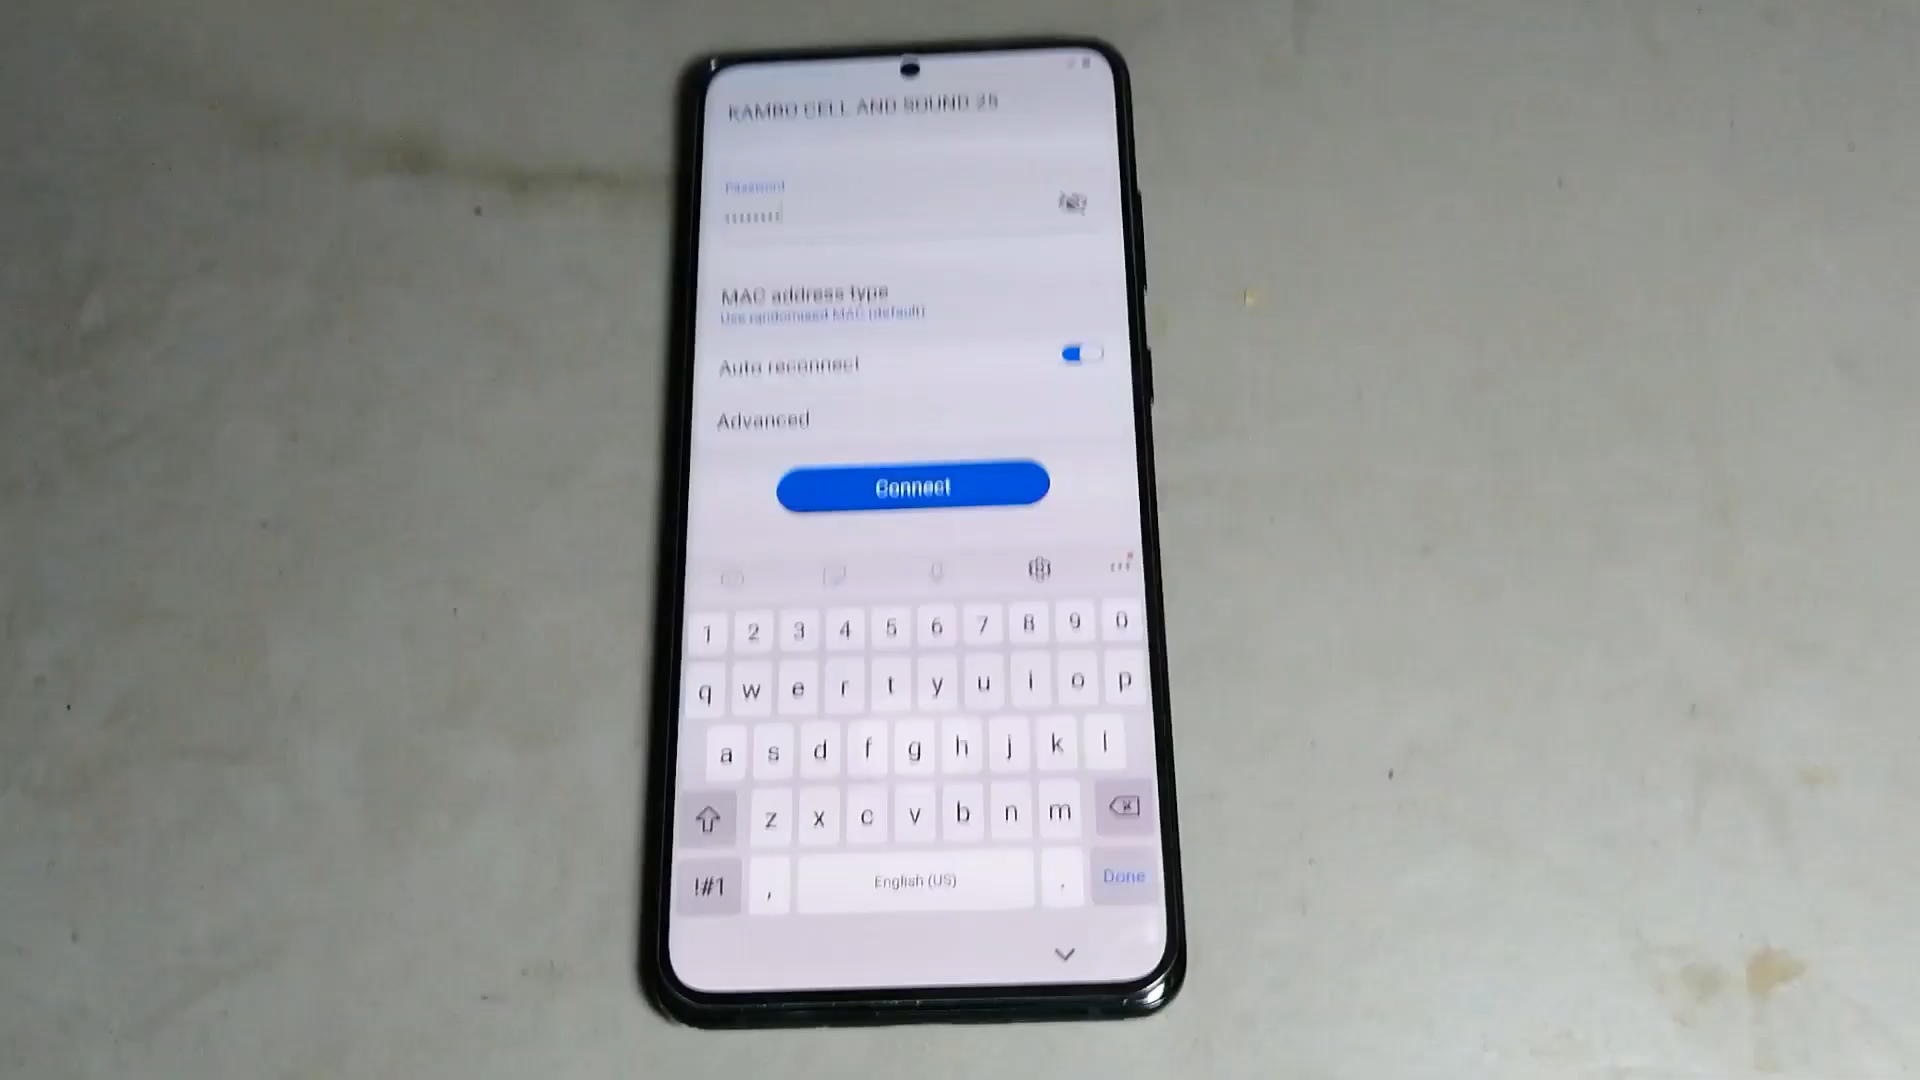 KAMBO CELL AND SOUND 25
Password
MAC address type
Use randomised MAC (default)
Auto reconnect
Advanced
Connect
1 2 3 4 5 6 7 8 9 0
q w e r t y u i o p
a s d f g h j k l
z x c v b n m
!#1 , English (US) . Done